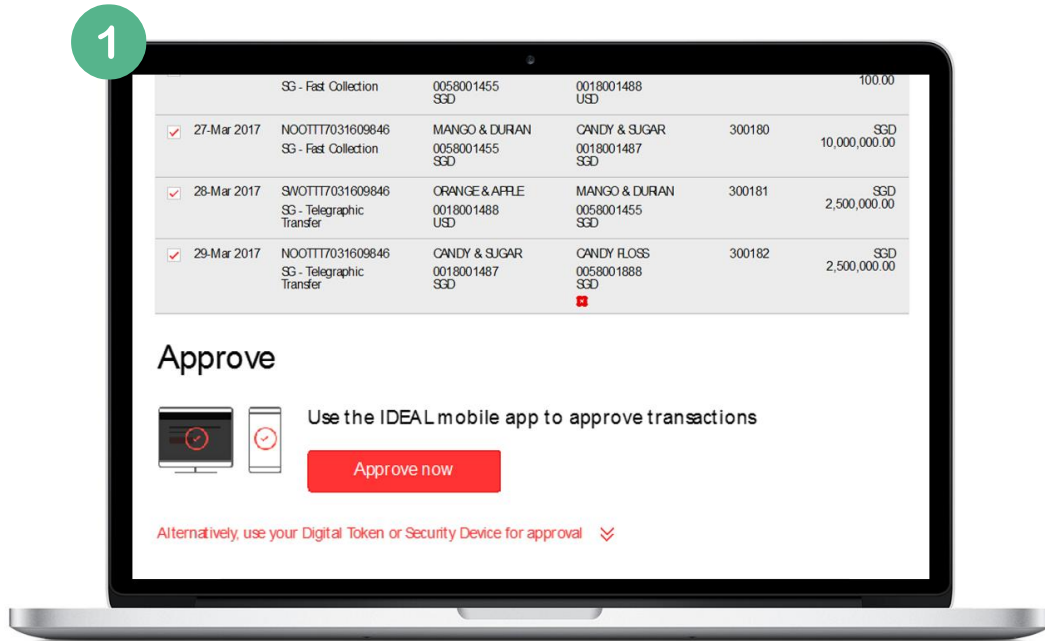 1
SG - Fast Collection 0058001455 0018001488 100.00
SGD USD
27-Mar 2017 NOOTTT7031609846 MANGO & DURIAN CANDY & SUGAR 300180 SGD
SG - Fast Collection 0058001455 0018001487 10,000,000.00
SGD SGD
28-Mar 2017 SWOTTT7031609846 ORANGE & APPLE MANGO & DURIAN 300181 SGD
SG - Telegraphic 0018001488 0058001455 2,500,000.00
Transfer USD SGD
29-Mar 2017 NOOTTT7031609846 CANDY & SUGAR CANDY FLOSS 300182 SGD
SG - Telegraphic 0018001487 0058001888 2,500,000.00
Transfer SGD SGD
Approve
Use the IDEAL mobile app to approve transactions
Approve now
Alternatively, use your Digital Token or Security Device for approval